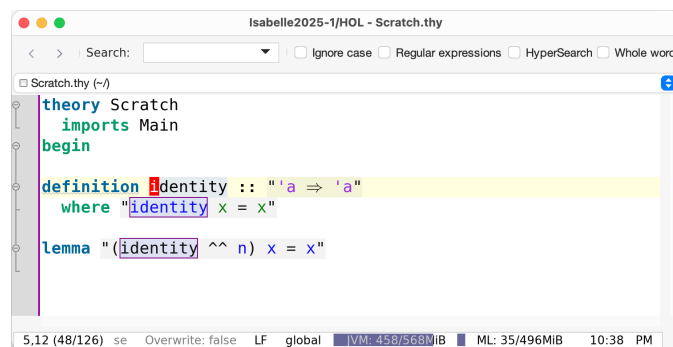 Isabelle2025-1/HOL - Scratch.thy
Search: Ignore case Regular expressions HyperSearch Whole word
Scratch.thy (~/)
theory Scratch
imports Main
begin
definition identity :: "'a ⇒ 'a"
where "identity x = x"
lemma "(identity ^^ n) x = x"
5,12 (48/126) se Overwrite: false LF global JVM: 458/568MiB ML: 35/496MiB 10:38 PM